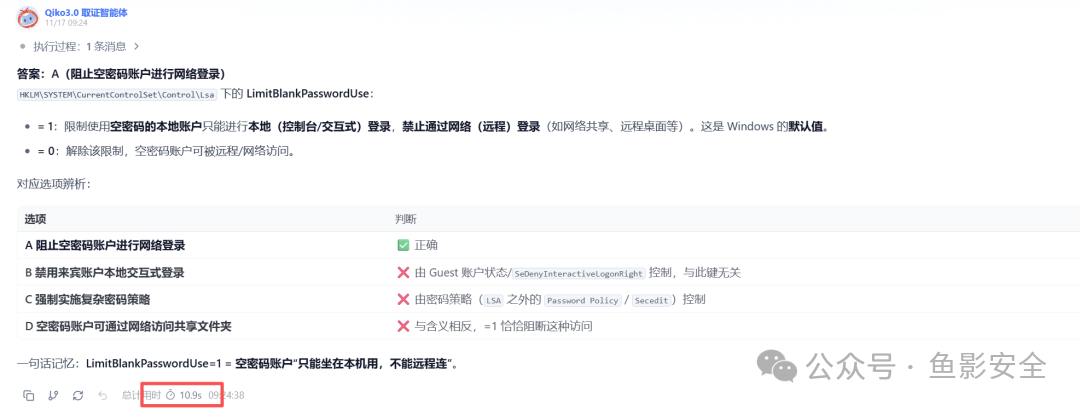 Qiko3.0 取证智能体
11/17 09:24
执行过程:1 条消息 >
答案:A(阻止空密码账户进行网络登录)
HKLM\SYSTEM\CurrentControlSet\Control\Lsa 下的 LimitBlankPasswordUse:
• = 1:限制使用空密码的本地账户只能进行本地(控制台/交互式)登录,禁止通过网络(远程)登录(如网络共享、远程桌面等)。这是 Windows 的默认值。
• = 0:解除该限制,空密码账户可被远程/网络访问。
对应选项辨析:
选项 判断
A 阻止空密码账户进行网络登录 ✅ 正确
B 禁用来宾账户本地交互式登录 ❌ 由 Guest 账户状态/SeDenyInteractiveLogonRight 控制,与此键无关
C 强制实施复杂密码策略 ❌ 由密码策略(LSA 之外的 Password Policy / Secedit)控制
D 空密码账户可通过网络访问共享文件夹 ❌ 与含义相反,=1 恰恰阻断这种访问
一句话记忆:LimitBlankPasswordUse=1 = 空密码账户“只能坐在本机用,不能远程连”。
总计用时 10.9s 09:24:38
公众号 · 鱼影安全